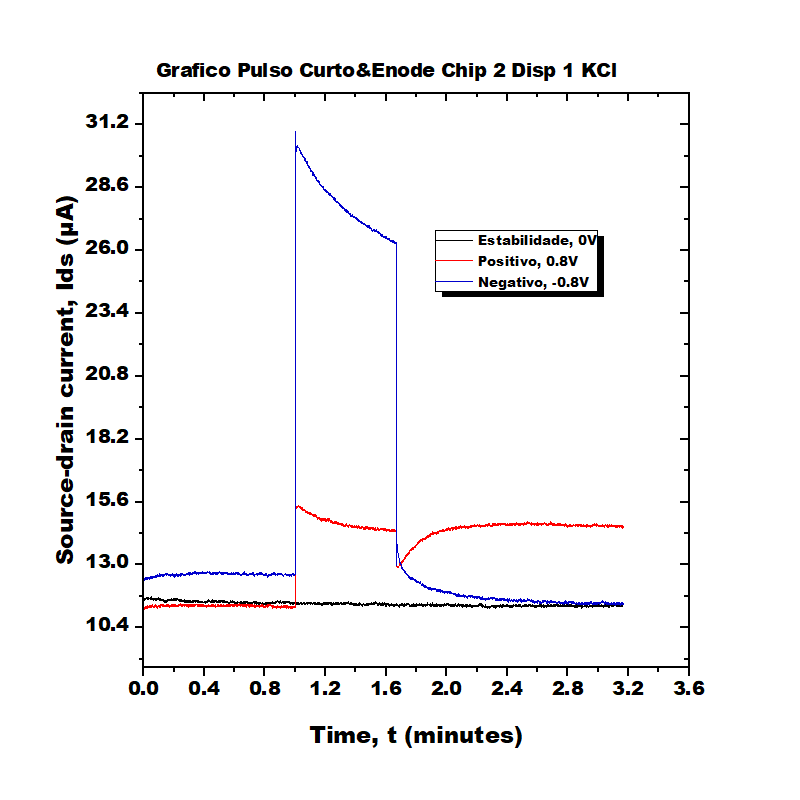 Grafico Pulso Curto&Enode Chip 2 Disp 1 KCl
Source-drain current, Ids (µA)
31.2
28.6
26.0
23.4
20.8
18.2
15.6
13.0
10.4
Estabilidade, 0V
Positivo, 0.8V
Negativo, -0.8V
0.0 0.4 0.8 1.2 1.6 2.0 2.4 2.8 3.2 3.6
Time, t (minutes)